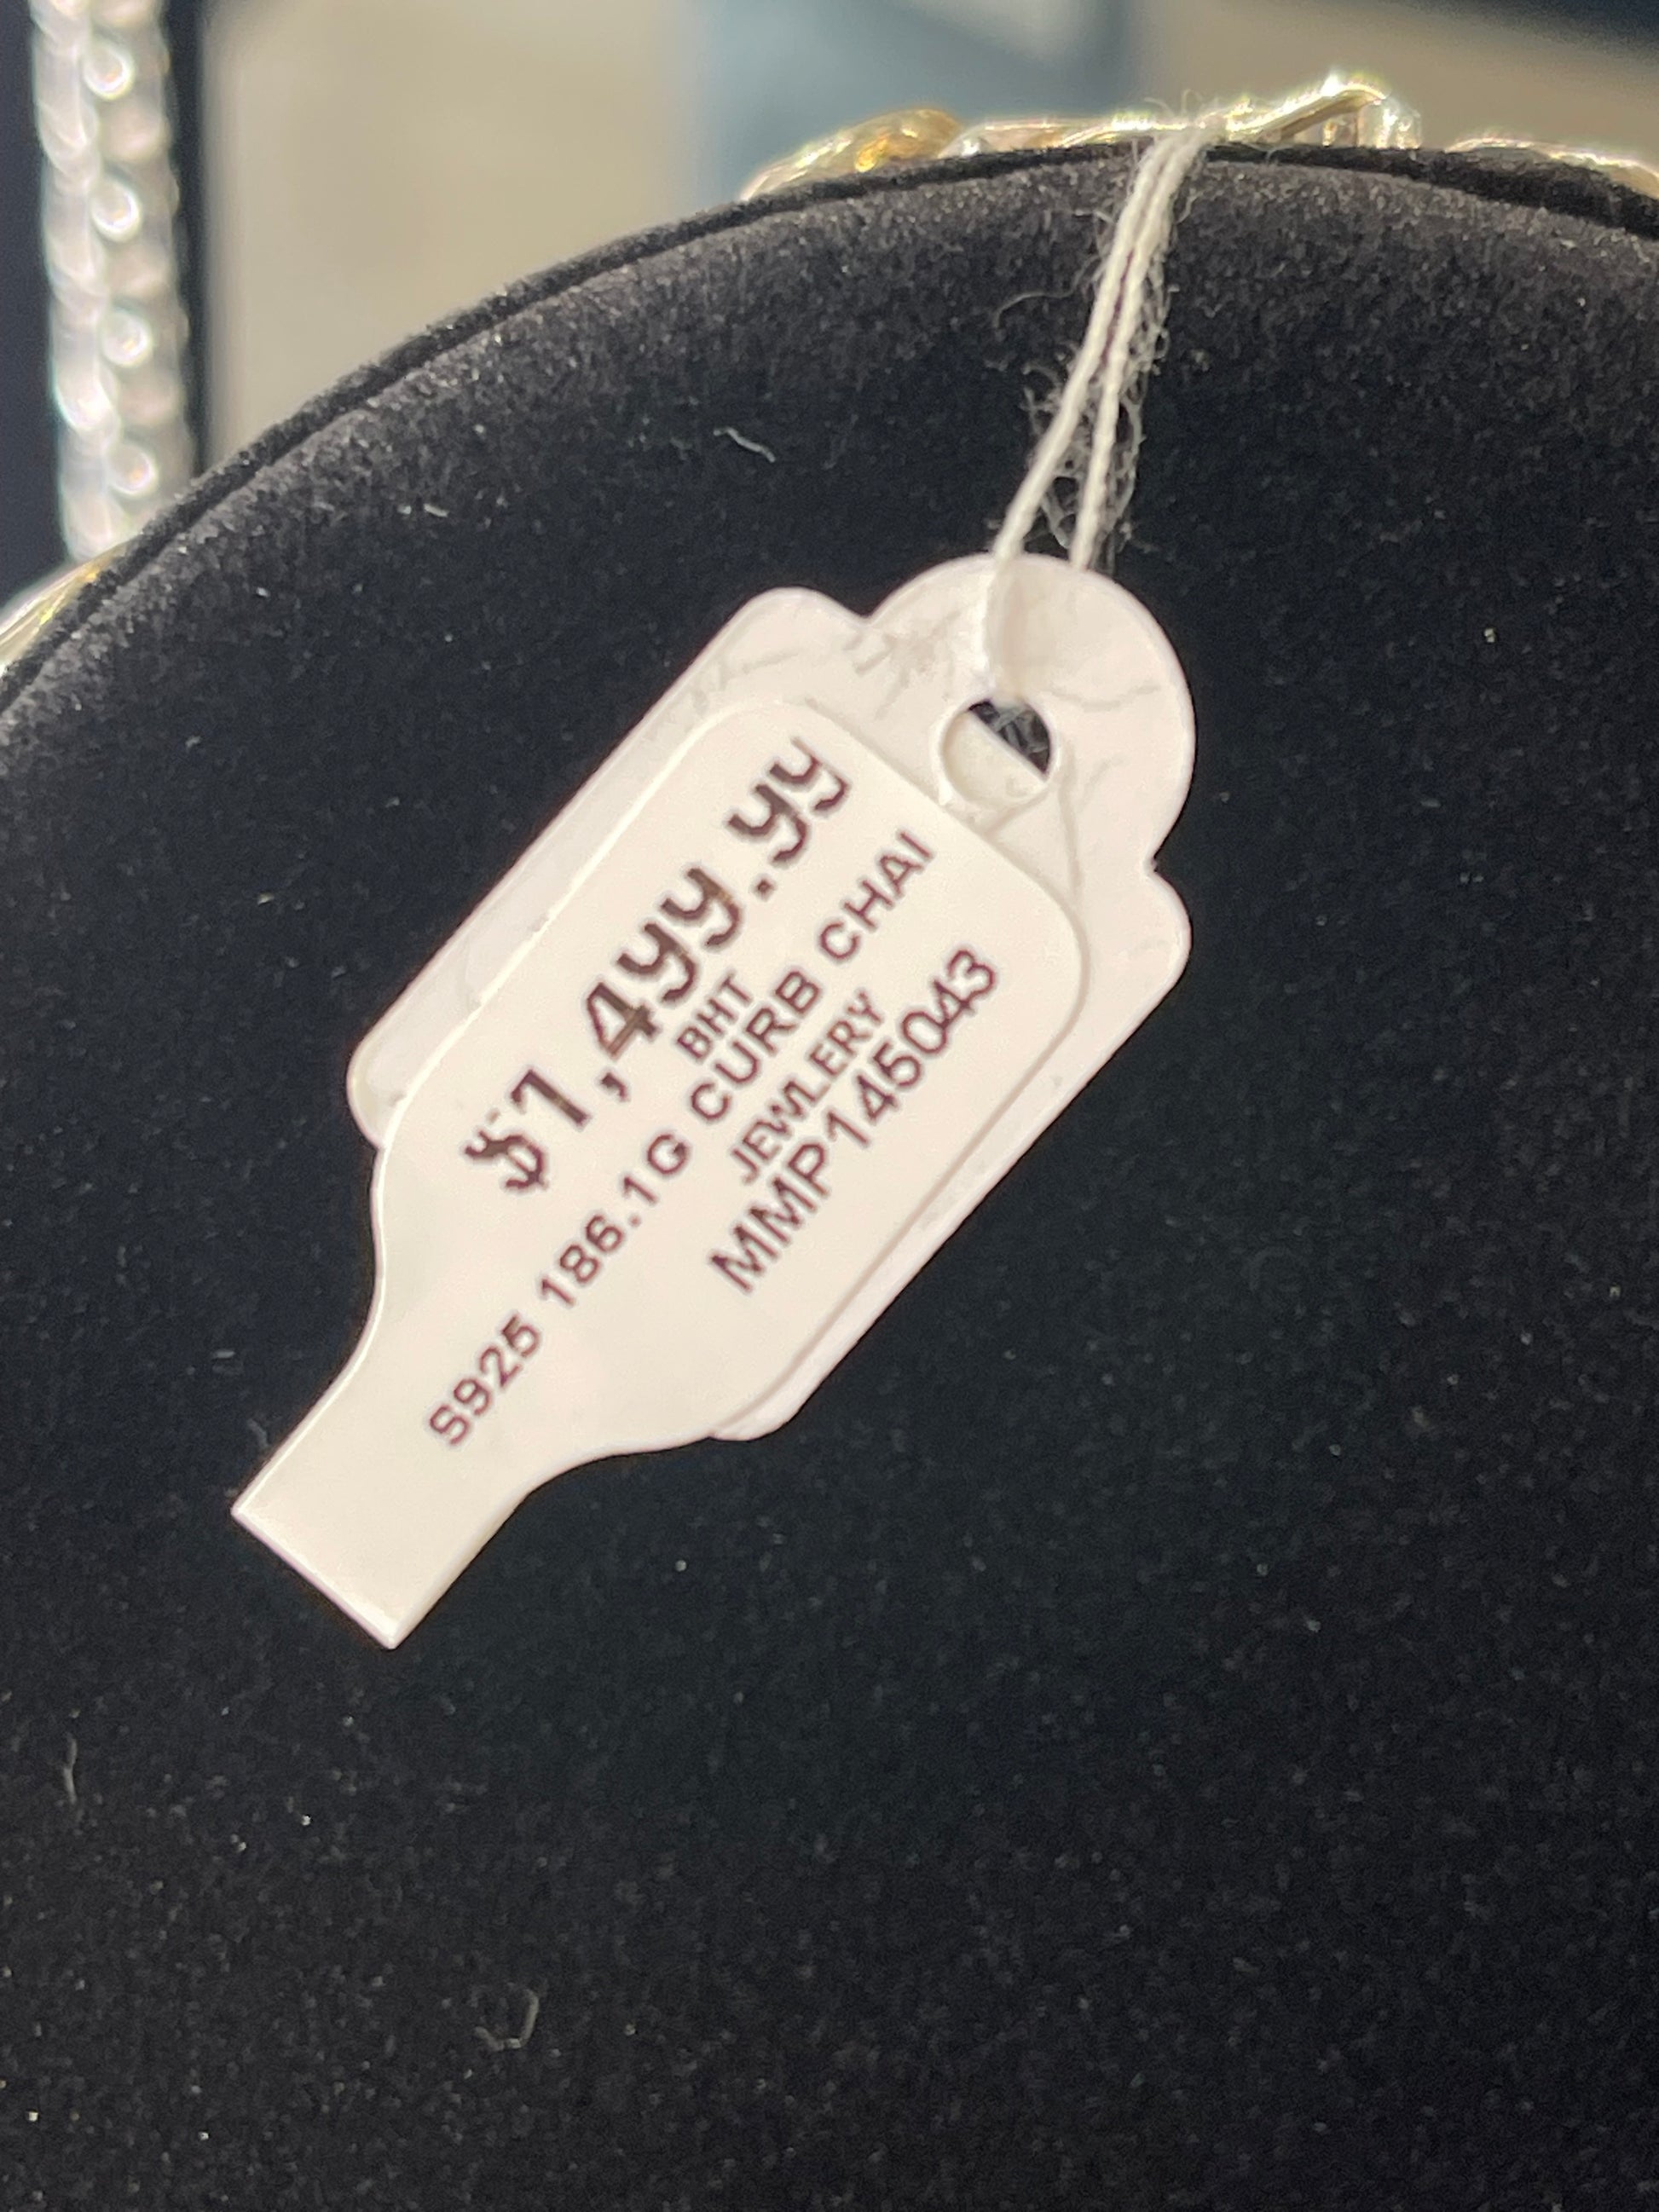 $1,499.99
BHT
S925 186.1G CURB CHAI
JEWLERY
MMP145043